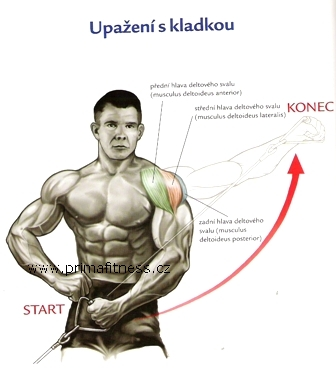 Upažení s kladkou
přední hlava deltového svalu
(musculus deltoideus anterior)
střední hlava deltového svalu
(musculus deltoideus lateralis)
KONEC
zadní hlava deltového
svalu (musculus
deltoideus posterior)
www.primafitness.cz
START